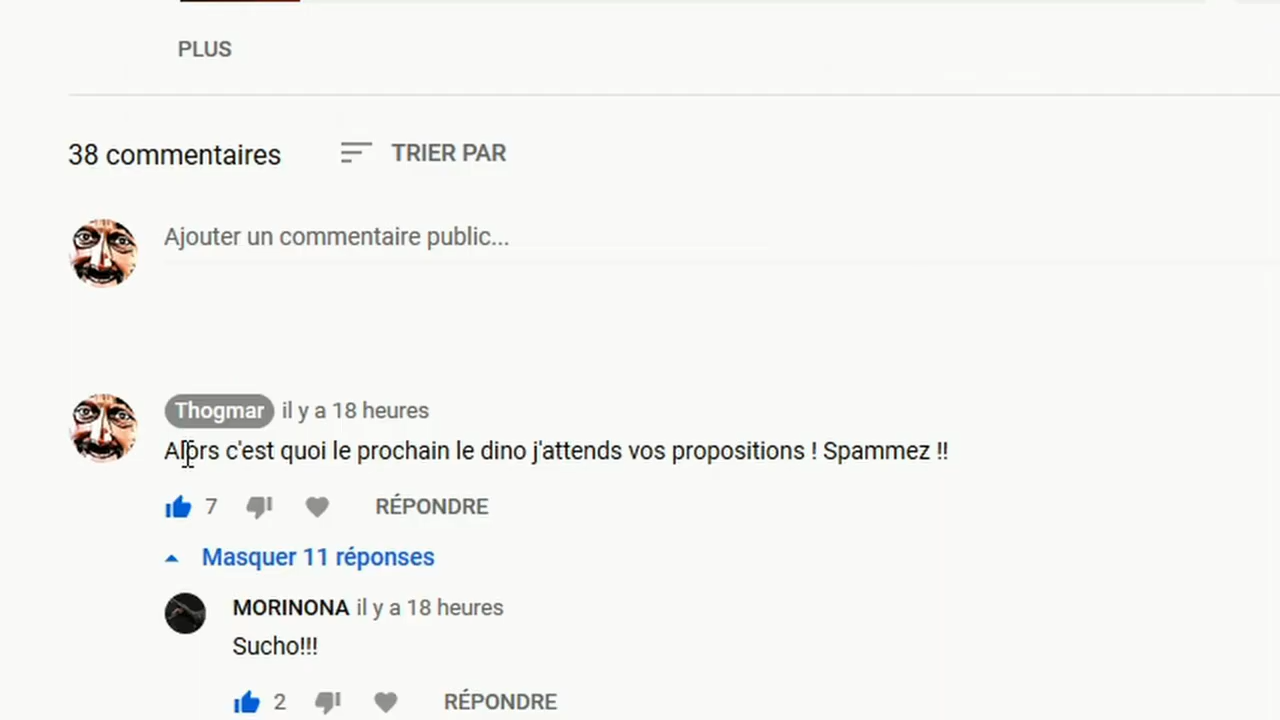 PLUS
38 commentaires TRIER PAR
Ajouter un commentaire public...
Thogmar il y a 18 heures
Alors c'est quoi le prochain le dino j'attends vos propositions ! Spammez !!
7 RÉPONDRE
Masquer 11 réponses
MORINONA il y a 18 heures
Sucho!!!
2 RÉPONDRE